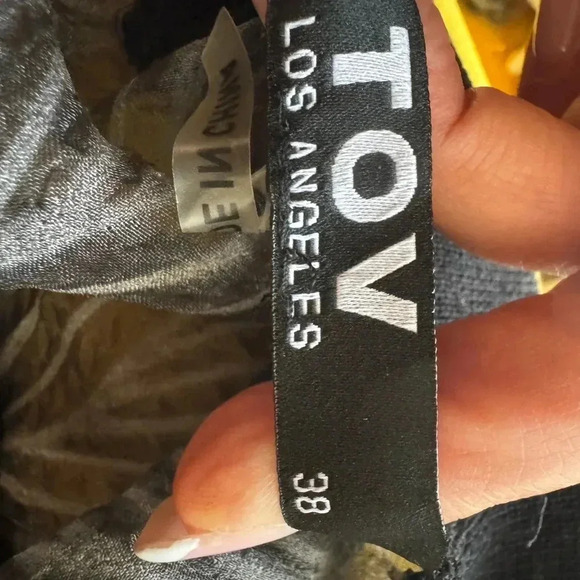 TOV
LOS ANGELES
38
DE IN CHINA